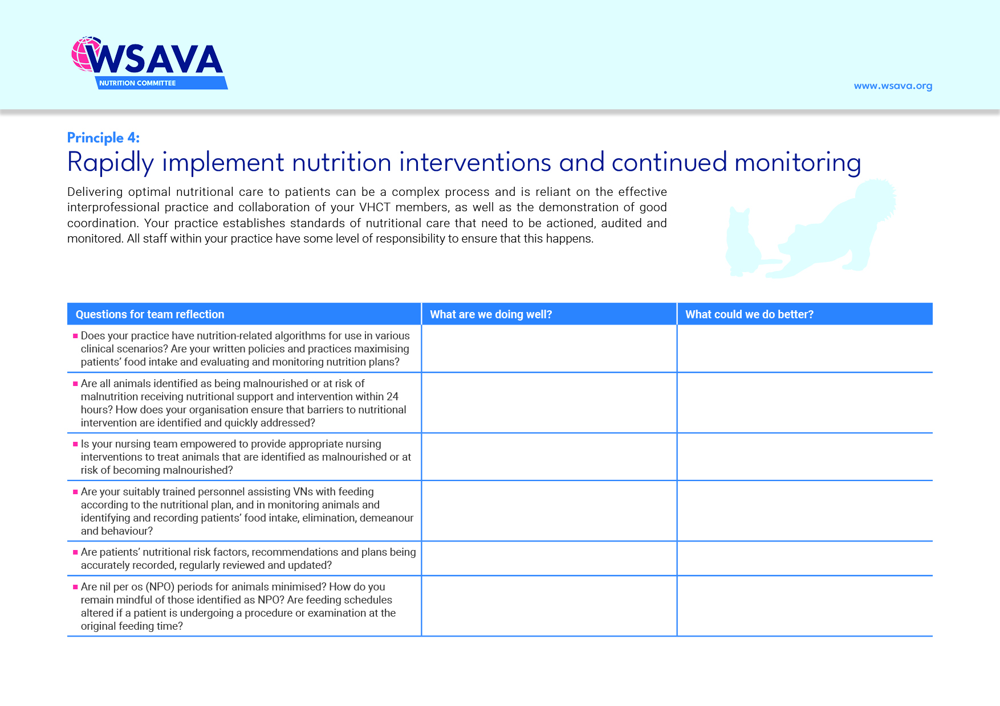 WSAVA
NUTRITION COMMITTEE
www.wsava.org
Principle 4:
Rapidly implement nutrition interventions and continued monitoring
Delivering optimal nutritional care to patients can be a complex process and is reliant on the effective
interprofessional practice and collaboration of your VHCT members, as well as the demonstration of good
coordination. Your practice establishes standards of nutritional care that need to be actioned, audited and
monitored. All staff within your practice have some level of responsibility to ensure that this happens.
Questions for team reflection
What are we doing well?
What could we do better?
■ Does your practice have nutrition-related algorithms for use in various
clinical scenarios? Are your written policies and practices maximising
patients’ food intake and evaluating and monitoring nutrition plans?
■ Are all animals identified as being malnourished or at risk of
malnutrition receiving nutritional support and intervention within 24
hours? How does your organisation ensure that barriers to nutritional
intervention are identified and quickly addressed?
■ Is your nursing team empowered to provide appropriate nursing
interventions to treat animals that are identified as malnourished or at
risk of becoming malnourished?
■ Are your suitably trained personnel assisting VNs with feeding
according to the nutritional plan, and in monitoring animals and
identifying and recording patients’ food intake, elimination, demeanour
and behaviour?
■ Are patients’ nutritional risk factors, recommendations and plans being
accurately recorded, regularly reviewed and updated?
■ Are nil per os (NPO) periods for animals minimised? How do you
remain mindful of those identified as NPO? Are feeding schedules
altered if a patient is undergoing a procedure or examination at the
original feeding time?